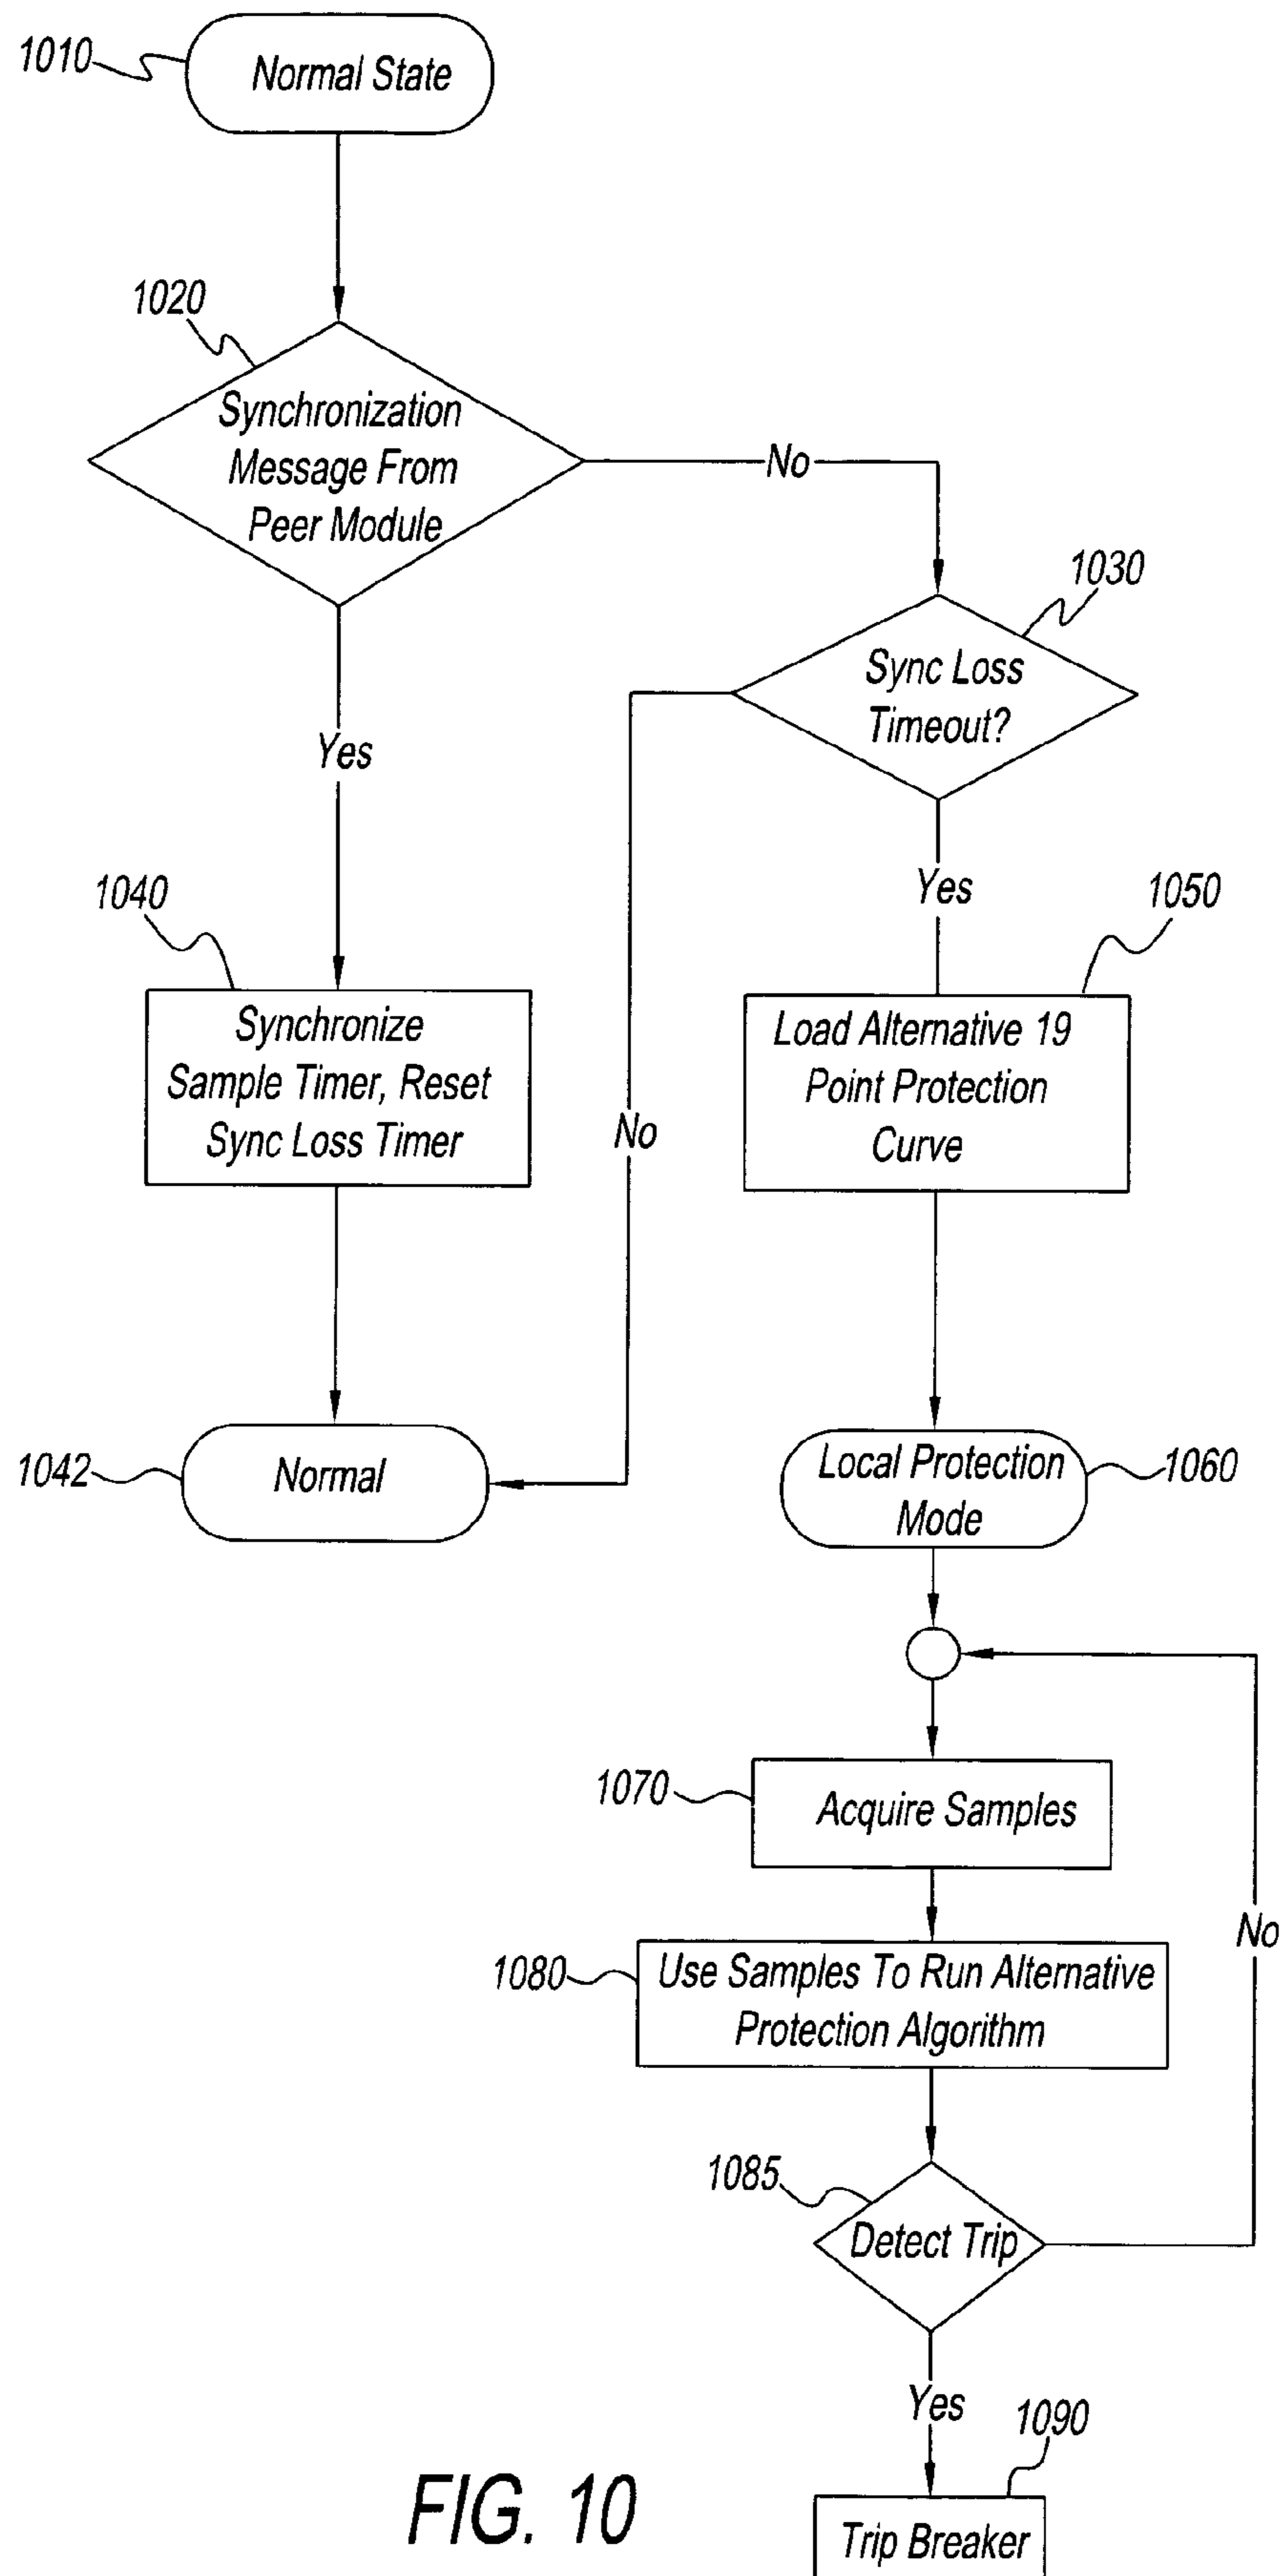 1010
Normal State
1020
Synchronization
Message From
Peer Module
No
1030
Sync Loss
Timeout?
Yes
Yes
1040
1050
Synchronize
Sample Timer, Reset
Sync Loss Timer
Load Alternative 19
Point Protection
Curve
No
1042
Normal
Local Protection
Mode
1060
1070
Acquire Samples
No
1080
Use Samples To Run Alternative
Protection Algorithm
1085
Detect Trip
Yes
1090
Trip Breaker
FIG. 10